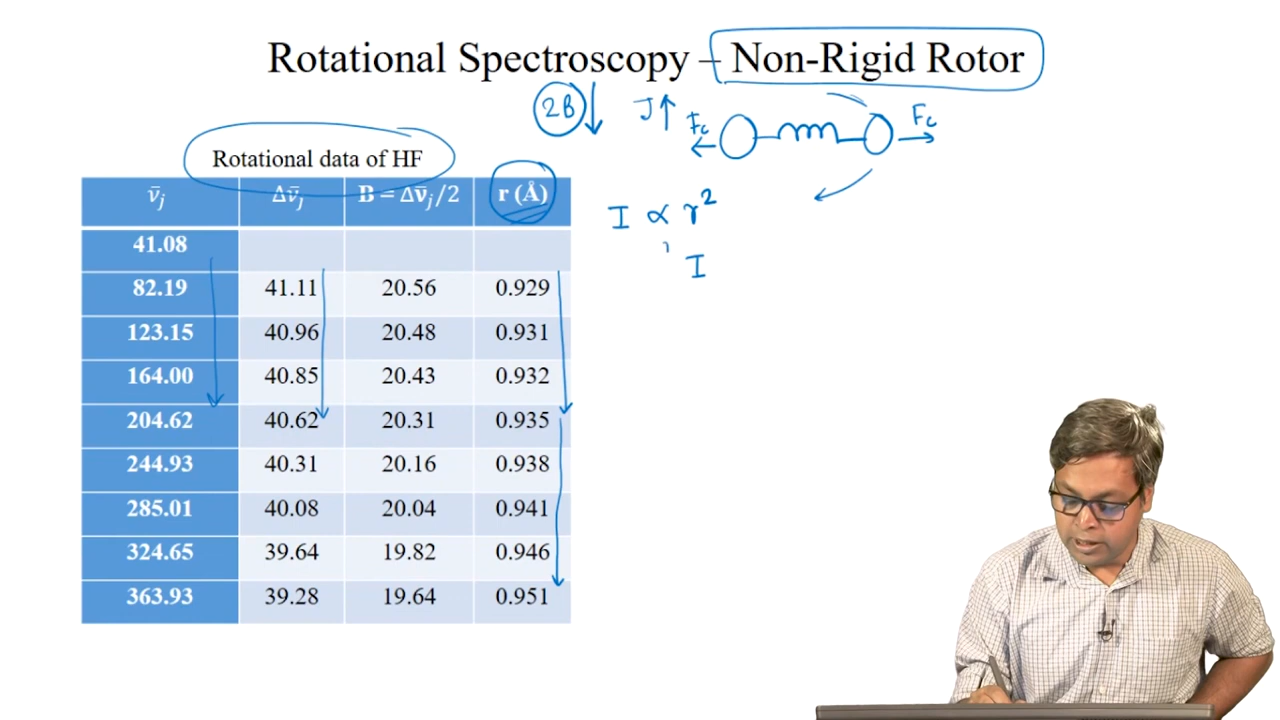 Rotational Spectroscopy – Non-Rigid Rotor
2B↓ J↑ Fc Fc
Rotational data of HF
ν̄j Δν̄j B = Δν̄j/2 r (Å)
I ∝ r²
I
41.08
82.19 41.11 20.56 0.929
123.15 40.96 20.48 0.931
164.00 40.85 20.43 0.932
204.62 40.62 20.31 0.935
244.93 40.31 20.16 0.938
285.01 40.08 20.04 0.941
324.65 39.64 19.82 0.946
363.93 39.28 19.64 0.951